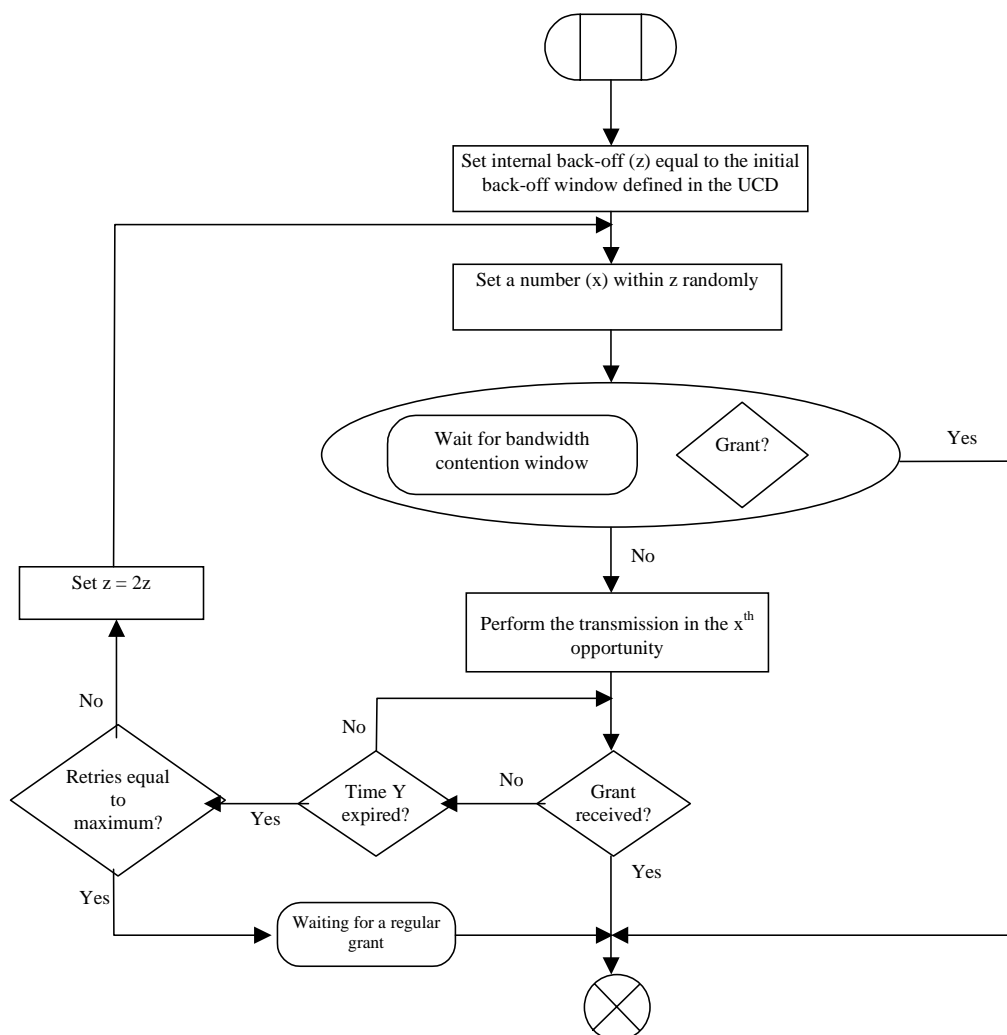 Set internal back-off (z) equal to the initial
back-off window defined in the UCD
Set a number (x) within z randomly
Wait for bandwidth
contention window
Grant?
Yes
No
Set z = 2z
Perform the transmission in the xth
opportunity
No
No
Retries equal
to
maximum?
Yes
Time Y
expired?
No
Grant
received?
Yes
Yes
Waiting for a regular
grant